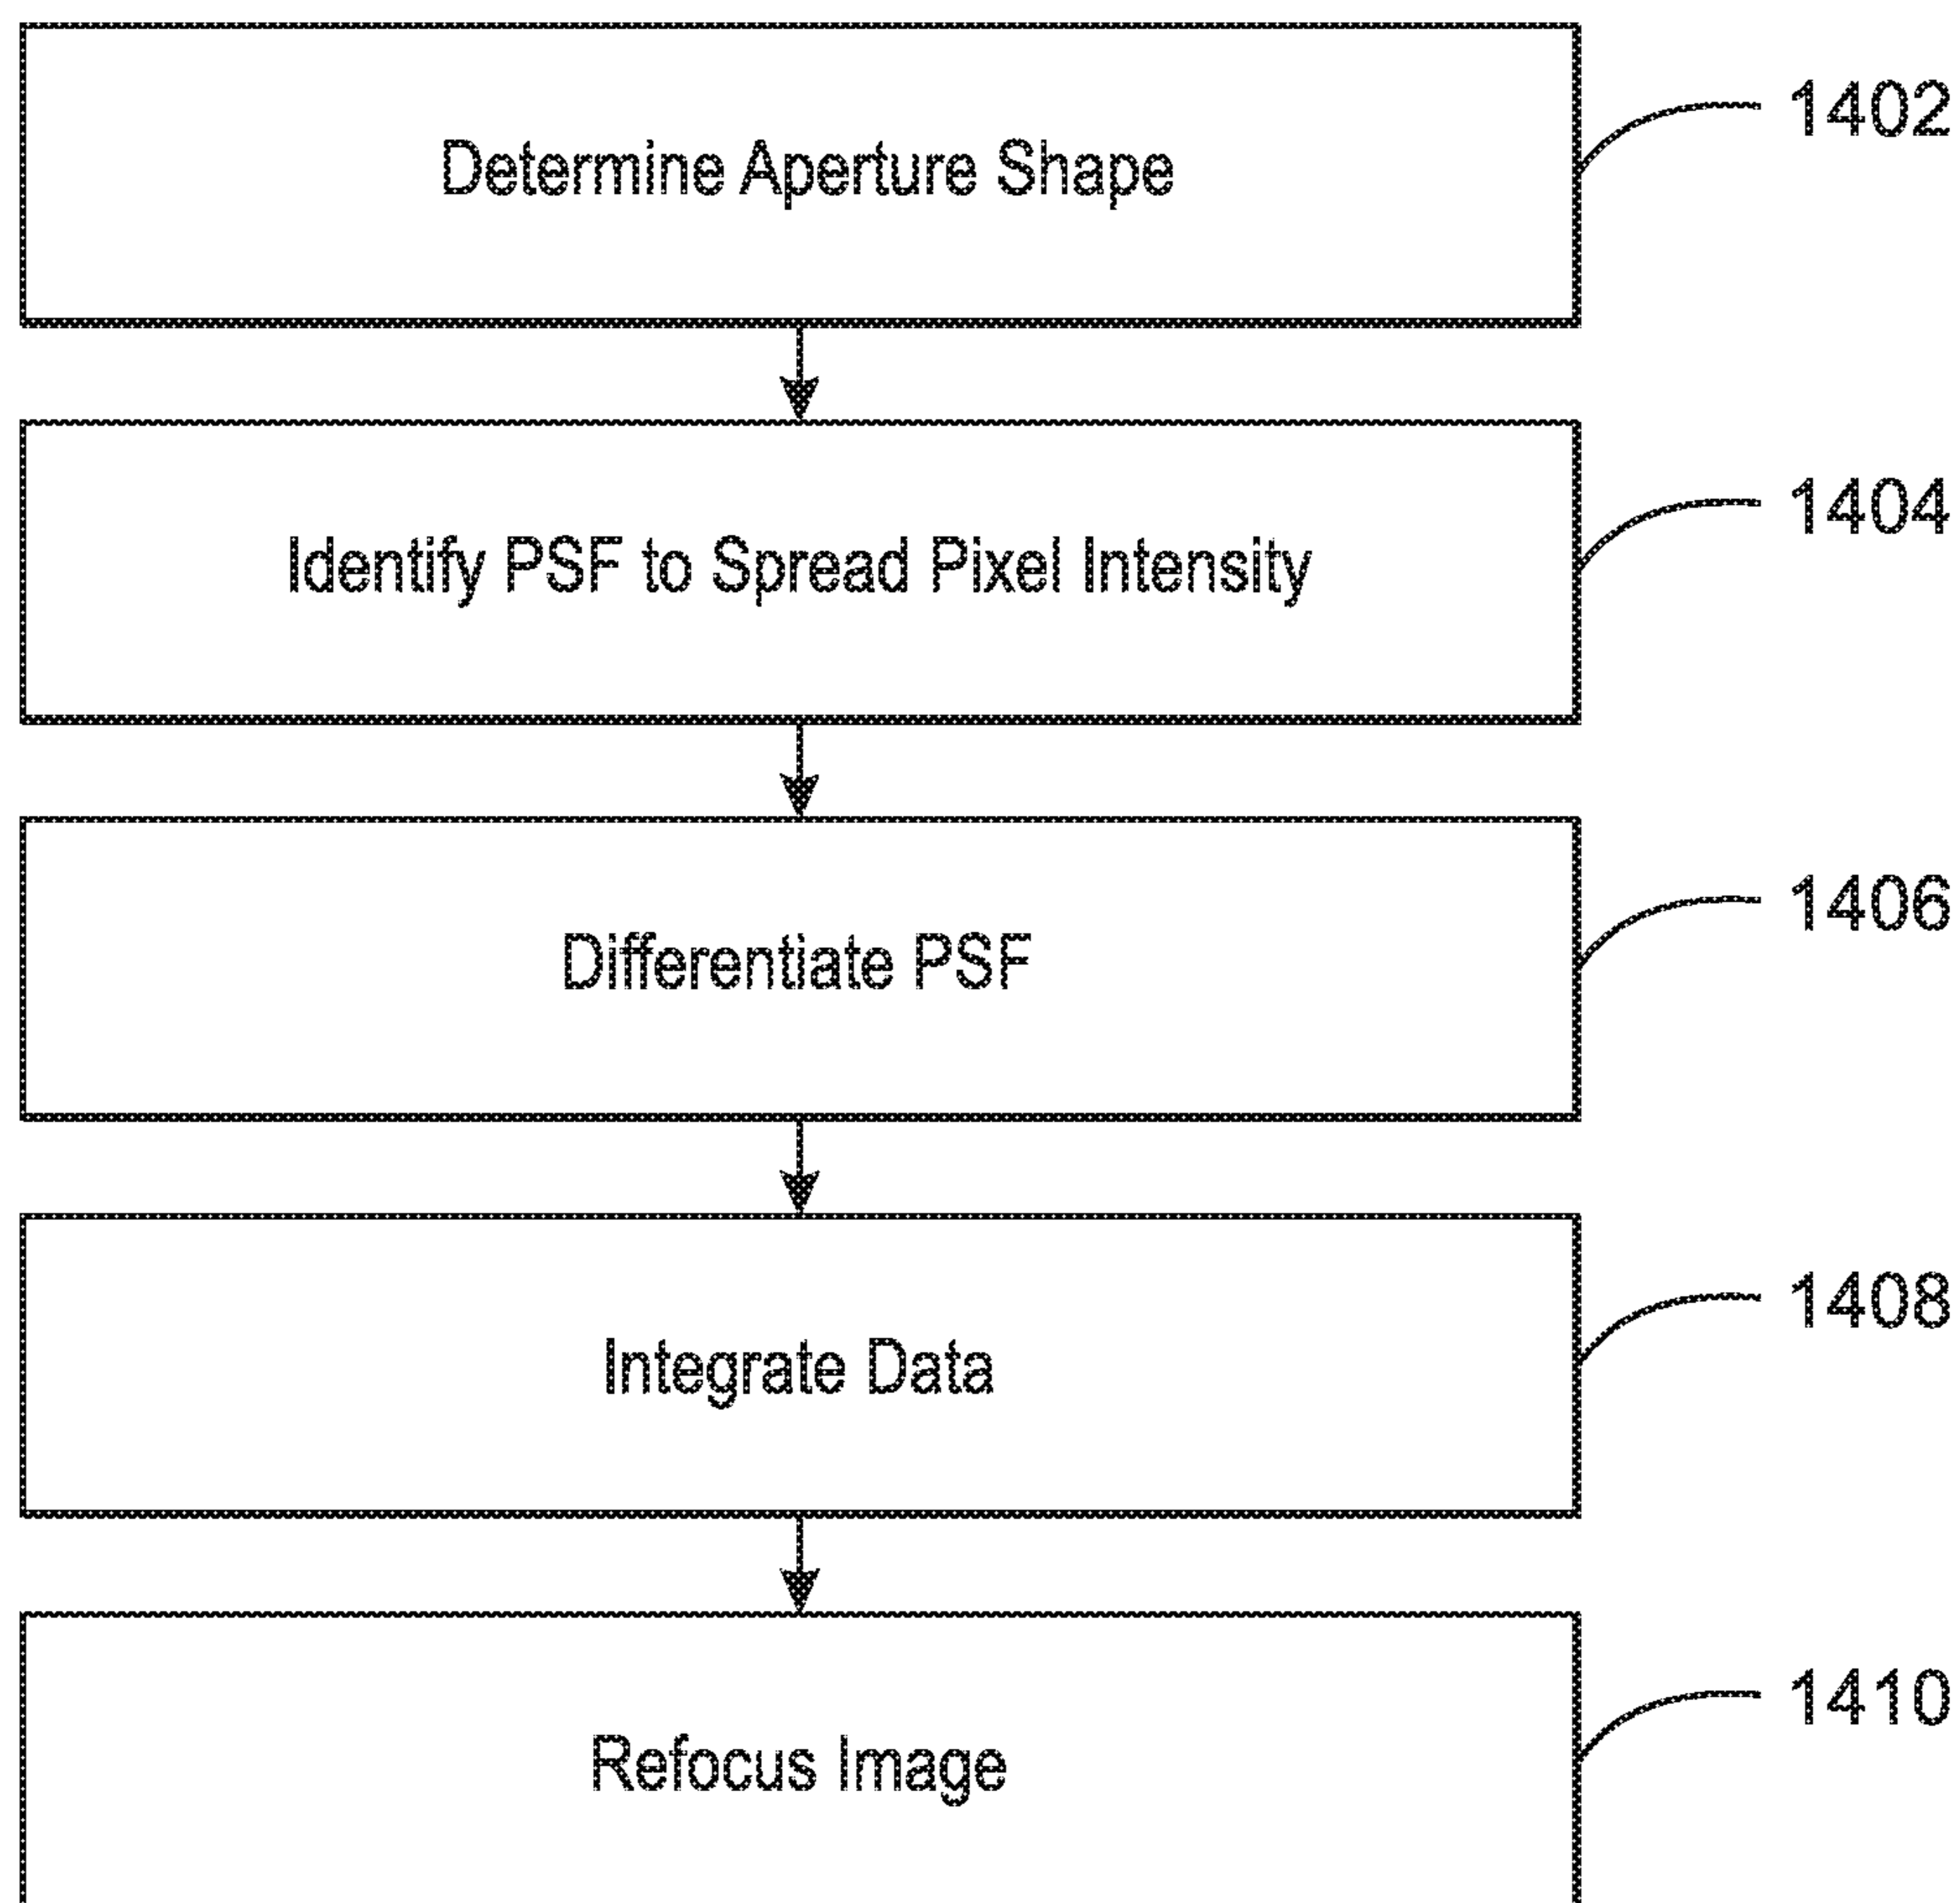 Determine Aperture Shape
1402
Identify PSF to Spread Pixel Intensity
1404
Differentiate PSF
1406
Integrate Data
1408
Refocus Image
1410